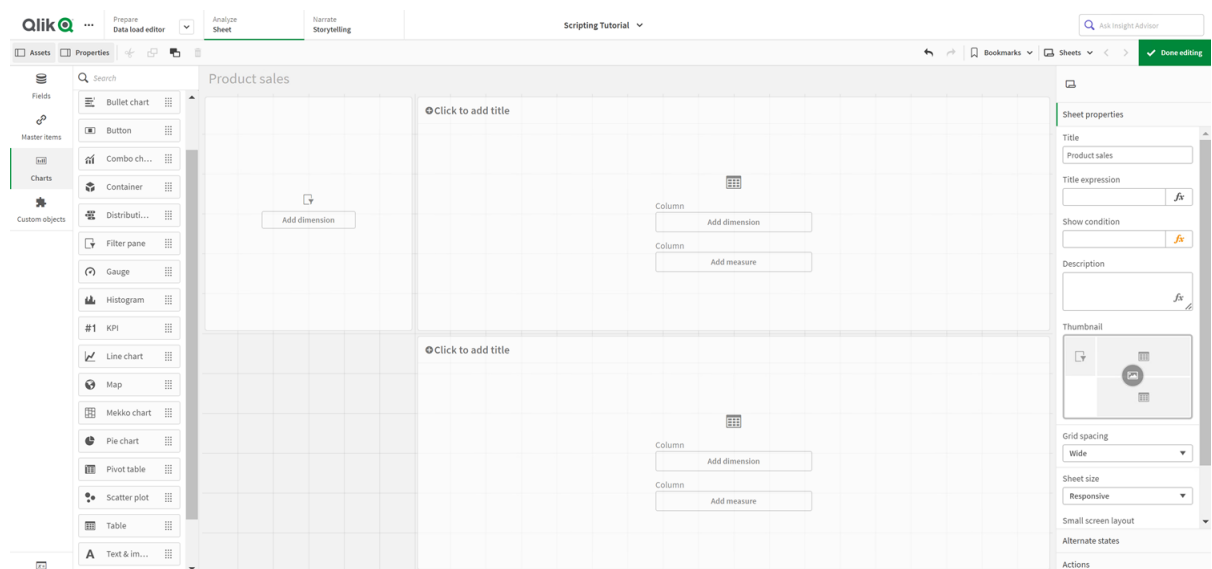 Qlik
Prepare
Data load editor
Analyze
Sheet
Narrate
Storytelling
Scripting Tutorial
Ask Insight Advisor
Assets
Properties
Bookmarks
Sheets
Done editing
Fields
Master items
Charts
Custom objects
Search
Bullet chart
Button
Combo ch...
Container
Distributi...
Filter pane
Gauge
Histogram
#1 KPI
Line chart
Map
Mekko chart
Pie chart
Pivot table
Scatter plot
Table
A Text & im...
Product sales
Add dimension
Click to add title
Column
Add dimension
Column
Add measure
Click to add title
Column
Add dimension
Column
Add measure
Sheet properties
Title
Product sales
Title expression
fx
Show condition
fx
Description
fx
Thumbnail
Grid spacing
Wide
Sheet size
Responsive
Small screen layout
Alternate states
Actions